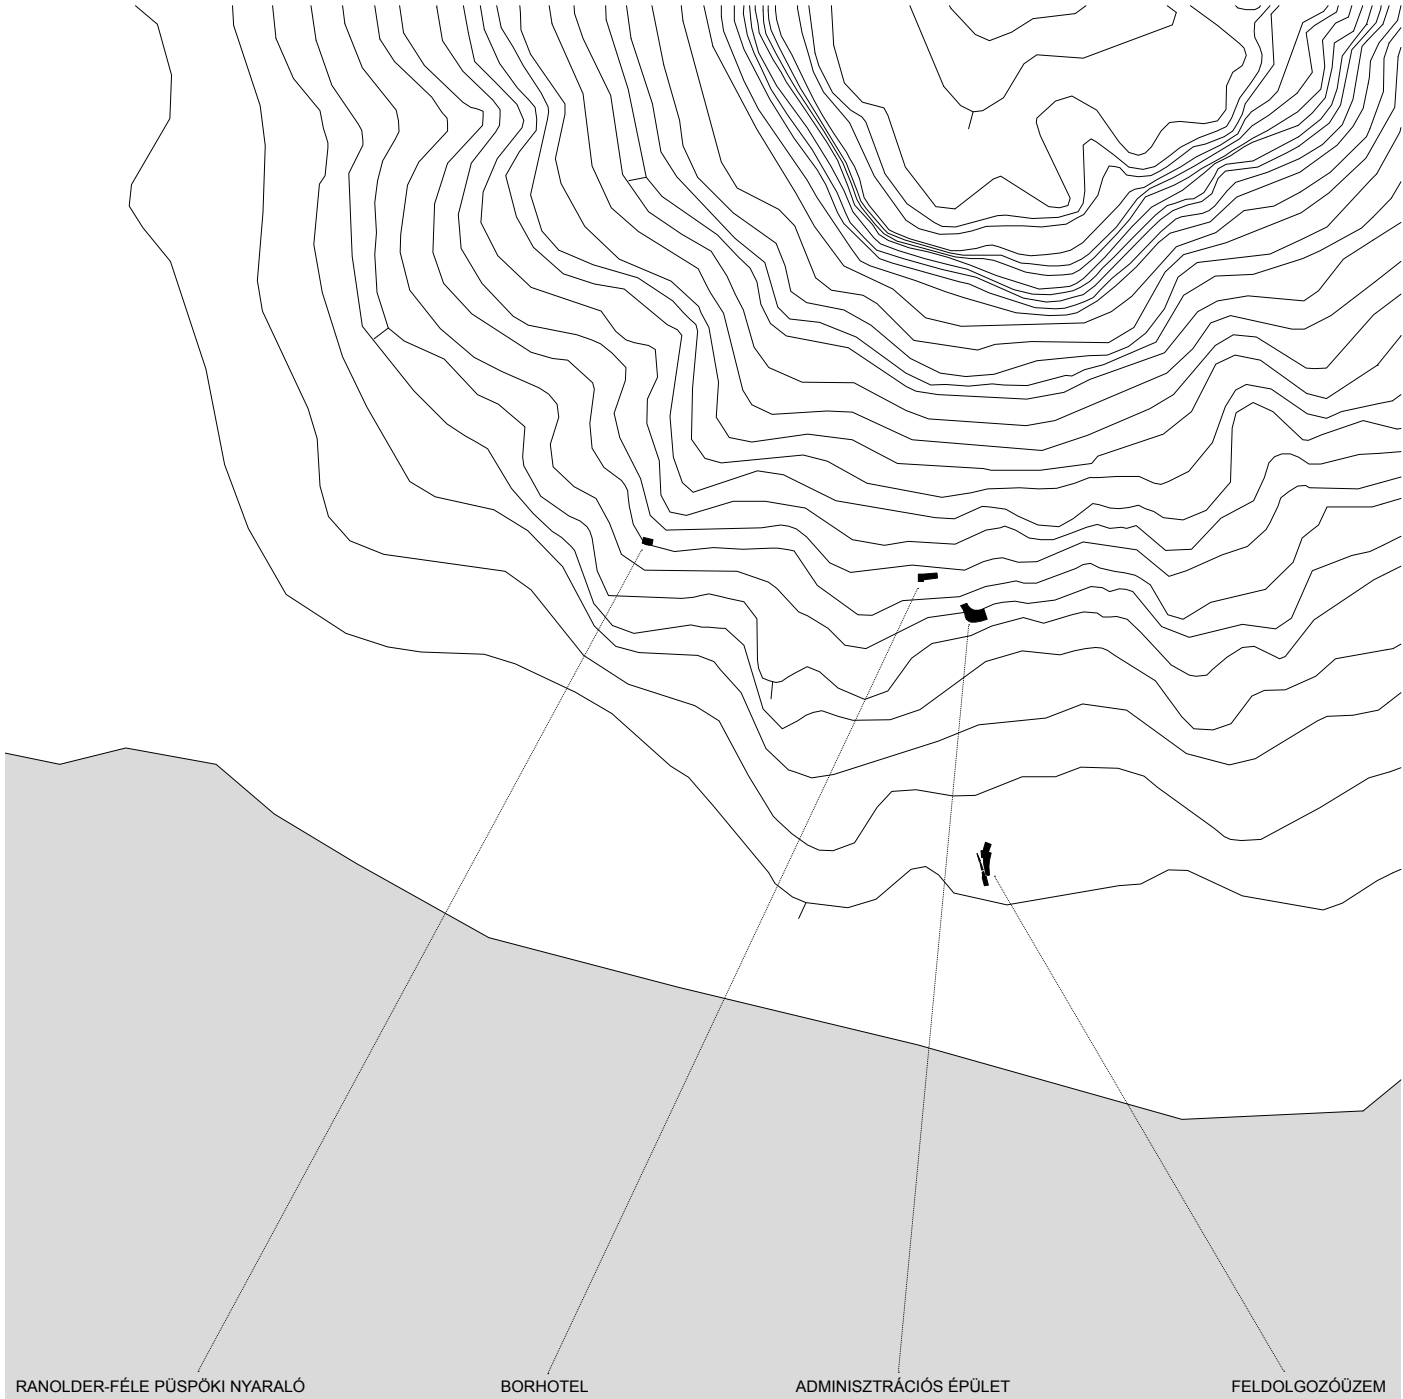 RANOLDER-FÉLE PÜSPÖKI NYARALÓ
BORHOTEL
ADMINISZTRÁCIÓS ÉPÜLET
FELDOLGOZÓÜZEM